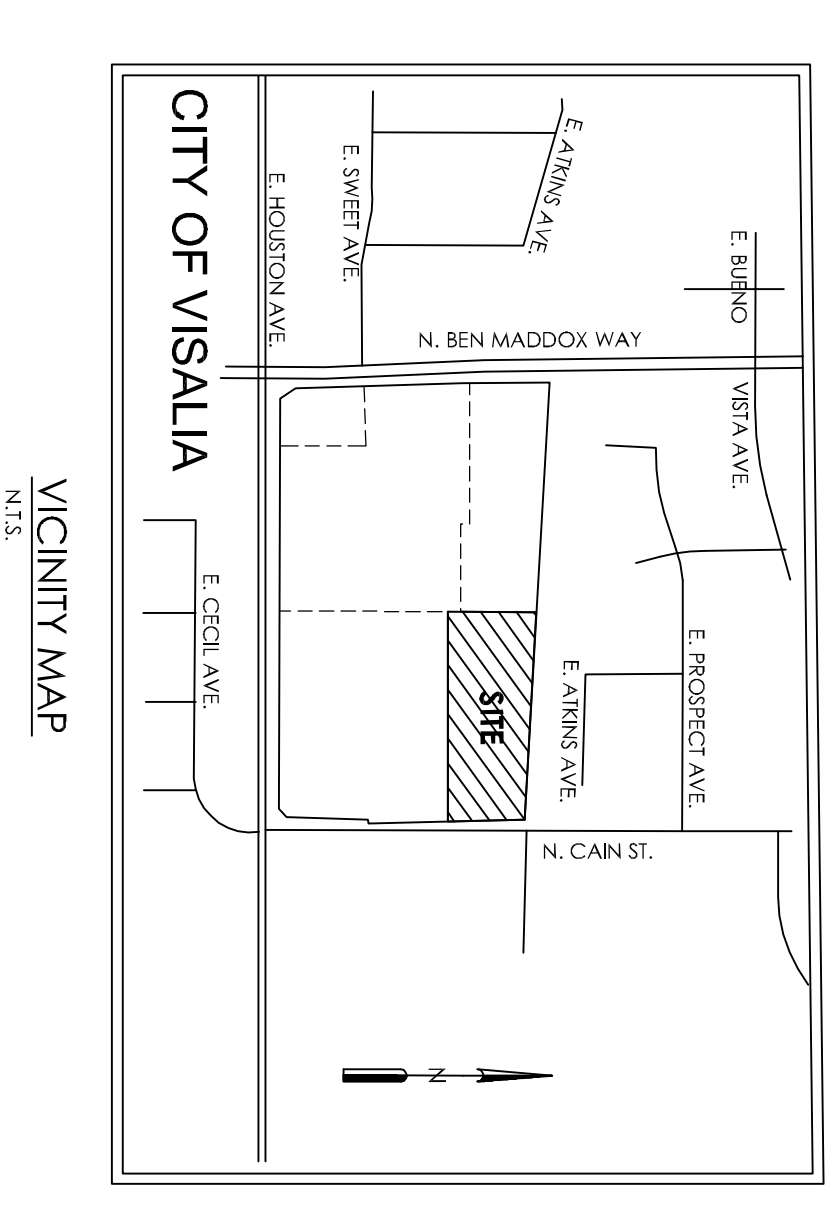 E. BUENO
VISTA AVE.
E. PROSPECT AVE.
E. ATKINS AVE.
E. ATKINS AVE.
SITE
E. SWEET AVE.
E. HOUSTON AVE.
E. CECIL AVE.
N. BEN MADDOX WAY
N. CAIN ST.
N
CITY OF VISALIA
VICINITY MAP
N.T.S.